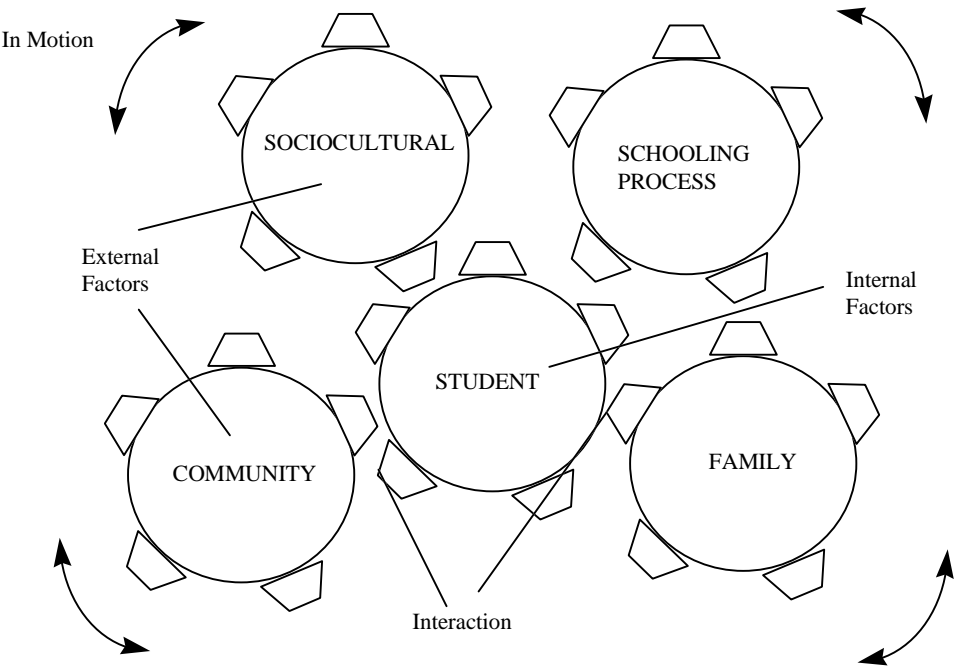 In Motion
SOCIOCULTURAL
SCHOOLING
PROCESS
External
Factors
Internal
Factors
STUDENT
COMMUNITY
FAMILY
Interaction